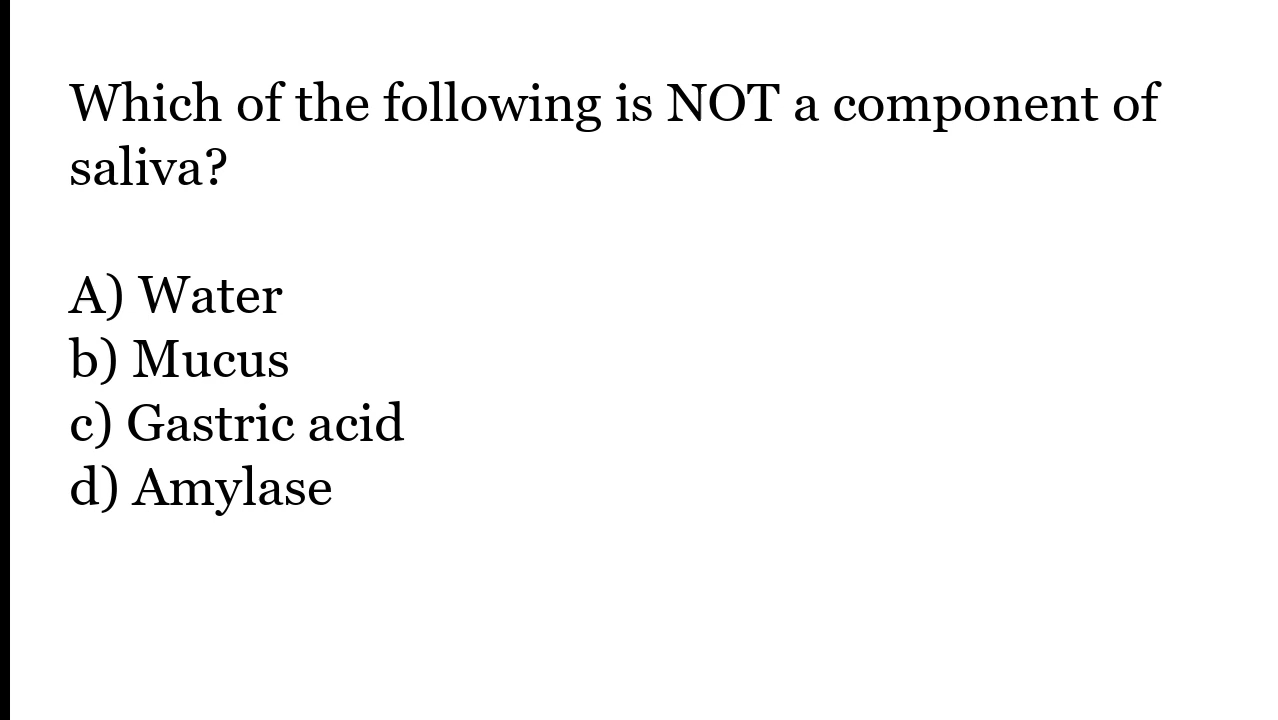 Which of the following is NOT a component of
saliva?
A) Water
b) Mucus
c) Gastric acid
d) Amylase